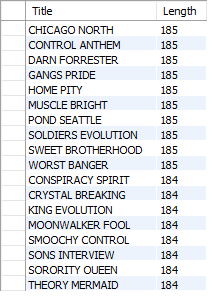 Title Length
CHICAGO NORTH 185
CONTROL ANTHEM 185
DARN FORRESTER 185
GANGS PRIDE 185
HOME PITY 185
MUSCLE BRIGHT 185
POND SEATTLE 185
SOLDIERS EVOLUTION 185
SWEET BROTHERHOOD 185
WORST BANGER 185
CONSPIRACY SPIRIT 184
CRYSTAL BREAKING 184
KING EVOLUTION 184
MOONWALKER FOOL 184
SMOOCHY CONTROL 184
SONS INTERVIEW 184
SORORITY QUEEN 184
THEORY MERMAID 184